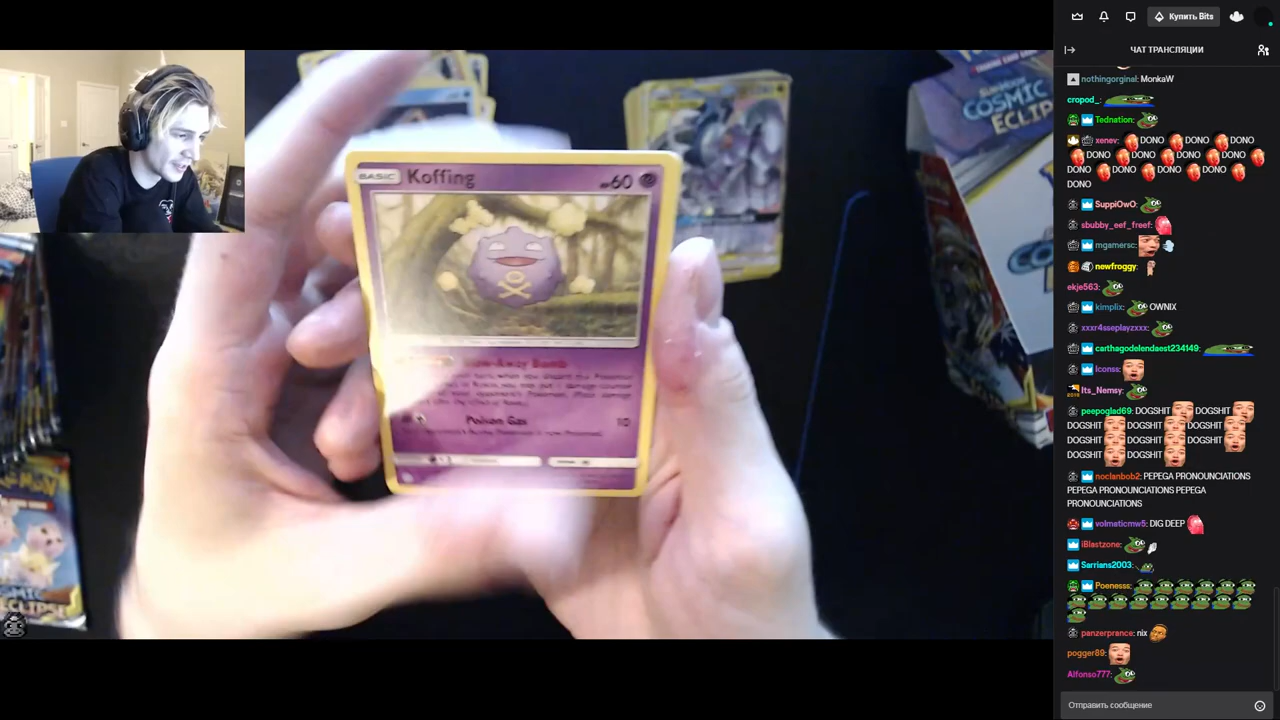 Купить Bits
ЧАТ ТРАНСЛЯЦИИ
nothingorginal: MonkaW
cropod_:
Tednation:
xenev: DONO DONO DONO
DONO DONO DONO DONO
DONO DONO DONO DONO
DONO
SuppiOwO:
sbubby_eef_freef:
mgamersc:
newfroggy:
ekje563:
kimplix: OWNIX
xxxr4sseplayzxxx:
carthagodelendaest234149:
Iconss:
Its_Nemsy:
peepoglad69: DOGSHIT DOGSHIT
DOGSHIT DOGSHIT DOGSHIT
DOGSHIT DOGSHIT DOGSHIT
DOGSHIT DOGSHIT
noclanbob2: PEPEGA PRONOUNCIATIONS
PEPEGA PRONOUNCIATIONS PEPEGA
PRONOUNCIATIONS
volmaticmw5: DIG DEEP
iBlastzone:
Sarrians2003:
Poenesss:
panzerprance: nix
pogger89:
Alfonso777:
Отправить сообщение
BASIC Koffing 60
Poison Gas 10
COSMIC
ECLIPSE